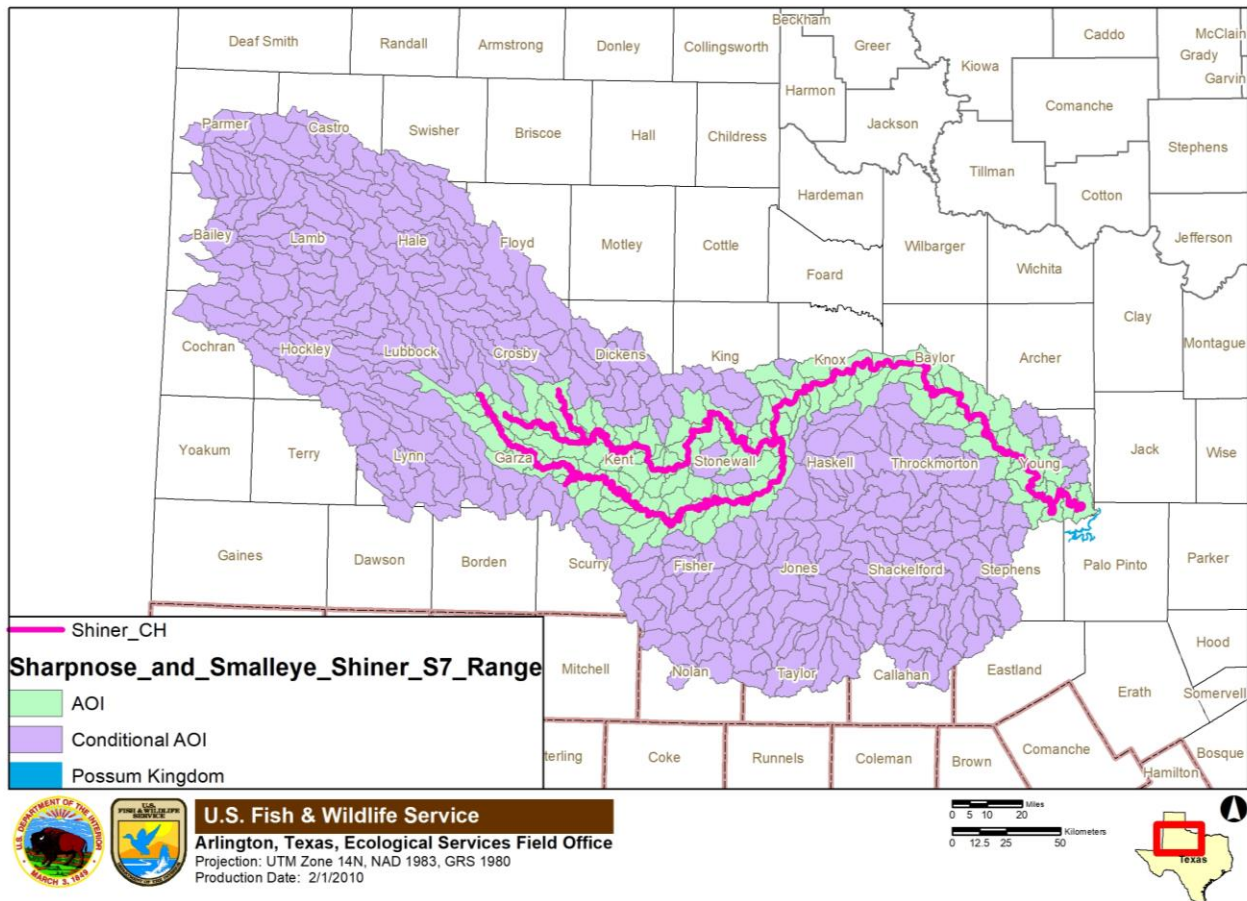 Beckham
Caddo
McClain
Deaf Smith
Randall
Armstrong
Donley
Collingsworth
Greer
Kiowa
Grady
Garvin
Harmon
Comanche
Parmer
Castro
Swisher
Briscoe
Hall
Childress
Jackson
Stephens
Tillman
Hardeman
Cotton
Bailey
Lamb
Hale
Floyd
Motley
Cottle
Wilbarger
Jefferson
Foard
Wichita
Clay
Cochran
Hockley
Lubbock
Crosby
Dickens
King
Knox
Baylor
Archer
Montague
Yoakum
Terry
Lynn
Garza
Kent
Stonewall
Haskell
Throckmorton
Young
Jack
Wise
Gaines
Dawson
Borden
Scurry
Fisher
Jones
Shackelford
Stephens
Palo Pinto
Parker
Hood
Mitchell
Nolan
Taylor
Callahan
Eastland
Erath
Somervell
terling
Coke
Runnels
Coleman
Brown
Comanche
Hamilton
Bosque
Shiner_CH
Sharpnose_and_Smalleye_Shiner_S7_Range
AOI
Conditional AOI
Possum Kingdom
U.S. DEPARTMENT OF THE INTERIOR
MARCH 3, 1849
U.S.
FISH & WILDLIFE
SERVICE
DEPARTMENT OF THE INTERIOR
U.S. Fish & Wildlife Service
Arlington, Texas, Ecological Services Field Office
Projection: UTM Zone 14N, NAD 1983, GRS 1980
Production Date: 2/1/2010
Miles
0 5 10 20
Kilometers
0 12.5 25 50
Texas